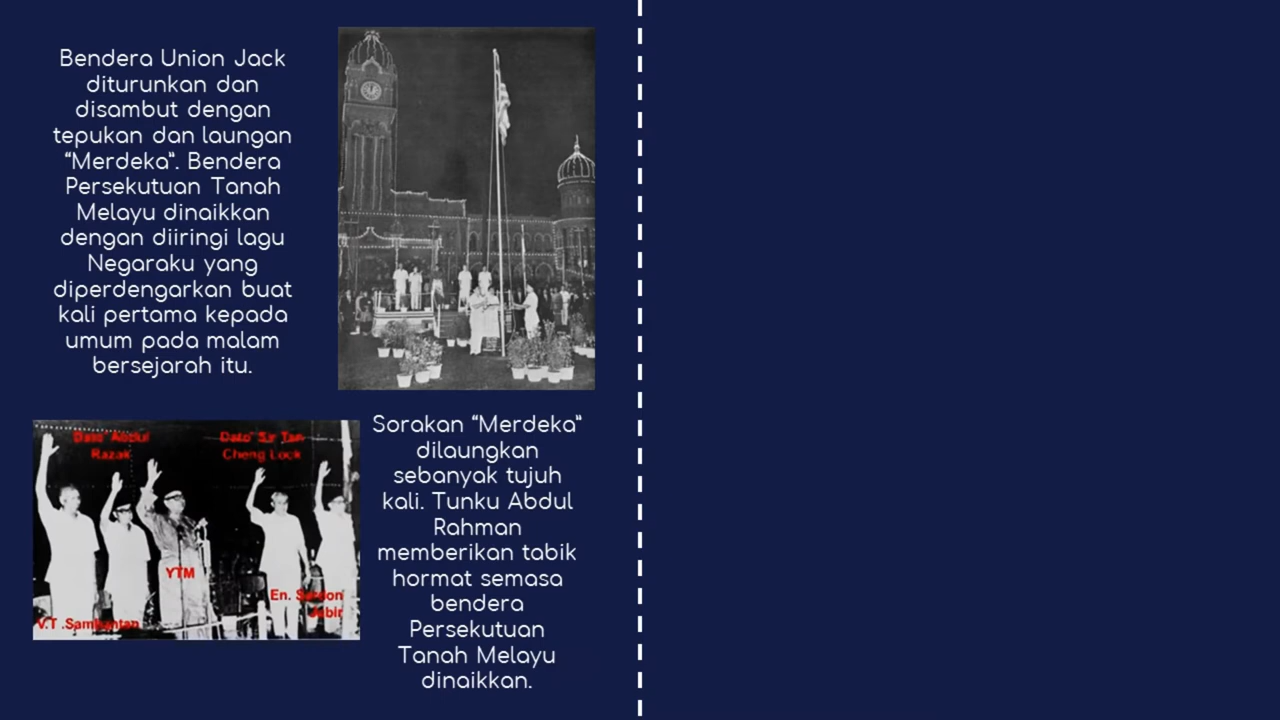 Bendera Union Jack
diturunkan dan
disambut dengan
tepukan dan laungan
“Merdeka”. Bendera
Persekutuan Tanah
Melayu dinaikkan
dengan diiringi lagu
Negaraku yang
diperdengarkan buat
kali pertama kepada
umum pada malam
bersejarah itu.
Dato' Abdul
Razak
Dato' Sir Tan
Cheng Lock
YTM
En. Sardon
Jubir
V.T .Sambantan
Sorakan “Merdeka”
dilaungkan
sebanyak tujuh
kali. Tunku Abdul
Rahman
memberikan tabik
hormat semasa
bendera
Persekutuan
Tanah Melayu
dinaikkan.